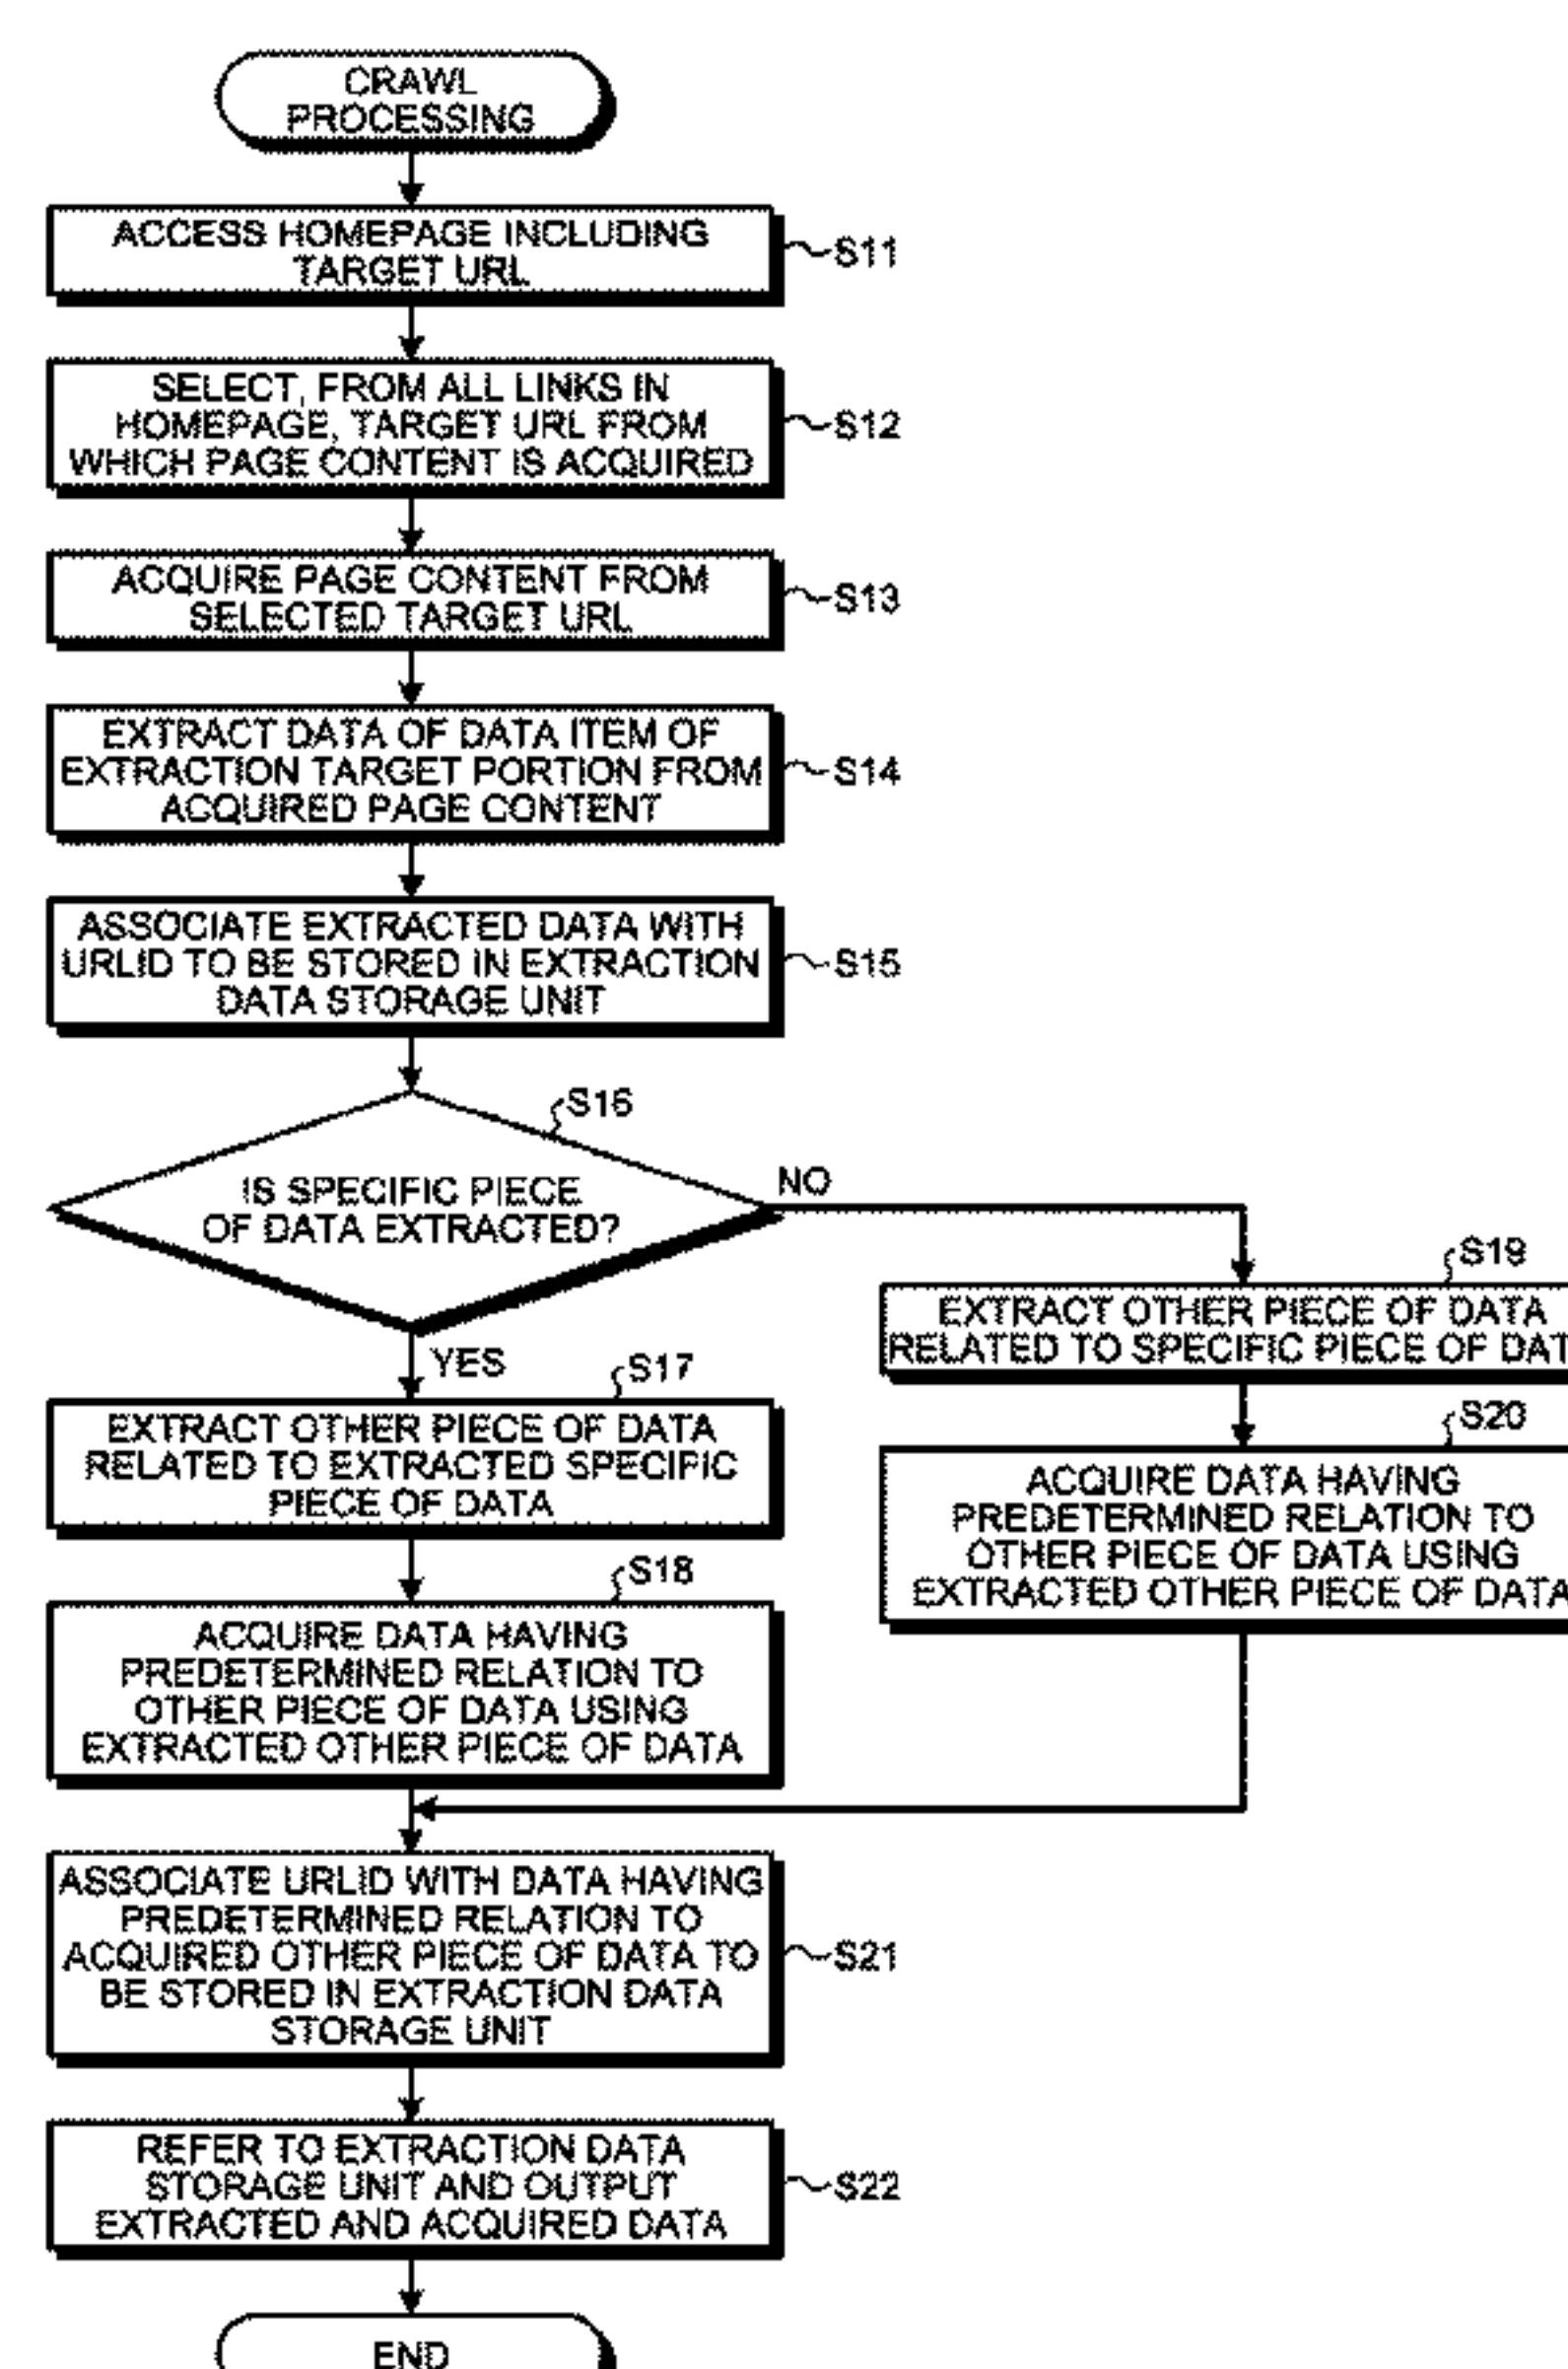 CRAWL
PROCESSING
ACCESS HOMEPAGE INCLUDING
TARGET URL
S11
SELECT, FROM ALL LINKS IN
HOMEPAGE, TARGET URL FROM
WHICH PAGE CONTENT IS ACQUIRED
S12
ACQUIRE PAGE CONTENT FROM
SELECTED TARGET URL
S13
EXTRACT DATA OF DATA ITEM OF
EXTRACTION TARGET PORTION FROM
ACQUIRED PAGE CONTENT
S14
ASSOCIATE EXTRACTED DATA WITH
URLID TO BE STORED IN EXTRACTION
DATA STORAGE UNIT
S15
S16
IS SPECIFIC PIECE
OF DATA EXTRACTED?
NO
YES
S17
EXTRACT OTHER PIECE OF DATA
RELATED TO EXTRACTED SPECIFIC
PIECE OF DATA
S18
ACQUIRE DATA HAVING
PREDETERMINED RELATION TO
OTHER PIECE OF DATA USING
EXTRACTED OTHER PIECE OF DATA
S19
EXTRACT OTHER PIECE OF DATA
RELATED TO SPECIFIC PIECE OF DAT
S20
ACQUIRE DATA HAVING
PREDETERMINED RELATION TO
OTHER PIECE OF DATA USING
EXTRACTED OTHER PIECE OF DATA
ASSOCIATE URLID WITH DATA HAVING
PREDETERMINED RELATION TO
ACQUIRED OTHER PIECE OF DATA TO
BE STORED IN EXTRACTION DATA
STORAGE UNIT
S21
REFER TO EXTRACTION DATA
STORAGE UNIT AND OUTPUT
EXTRACTED AND ACQUIRED DATA
S22
END